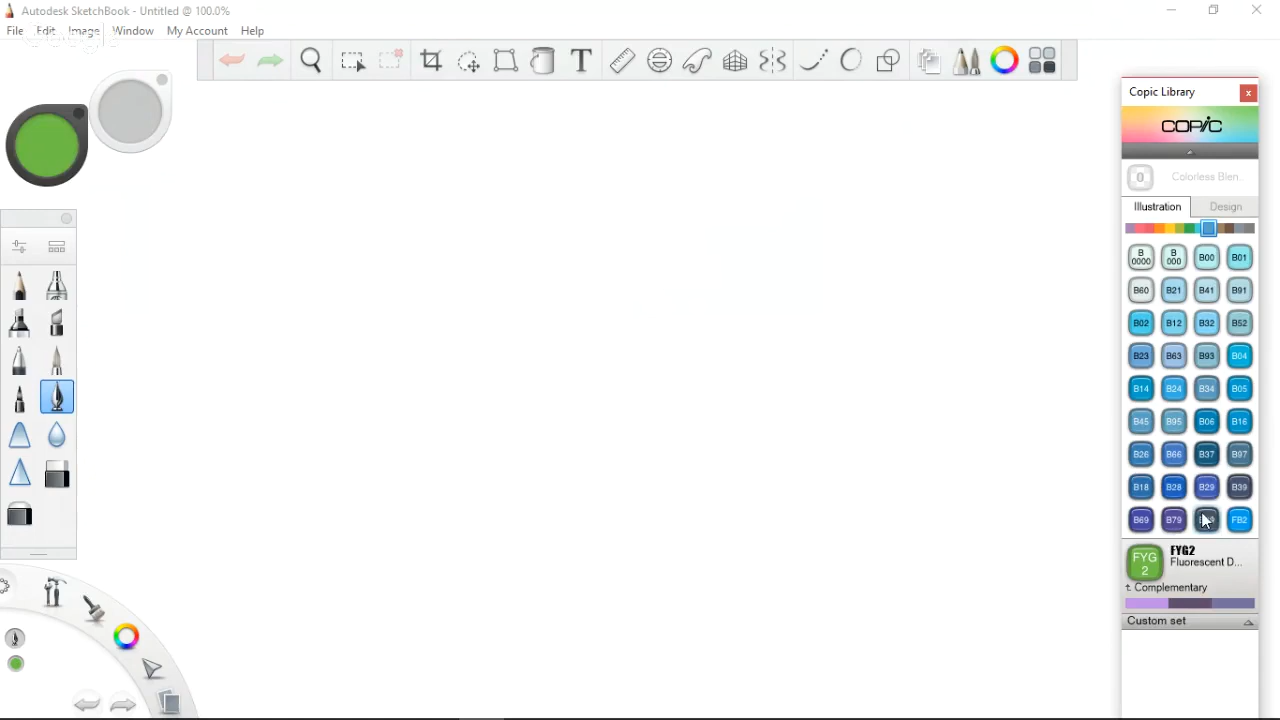 Autodesk SketchBook - Untitled @ 100.0%
File Edit Image Window My Account Help
T
Copic Library
x
COPIC
0 Colorless Blen..
Illustration Design
B 0000 B 000 B00 B01
B60 B21 B41 B91
B02 B12 B32 B52
B23 B63 B93 B04
B14 B24 B34 B05
B45 B95 B06 B16
B26 B66 B37 B97
B18 B28 B29 B39
B69 B79 FB2
FYG 2 FYG2
Fluorescent D...
t. Complementary
Custom set